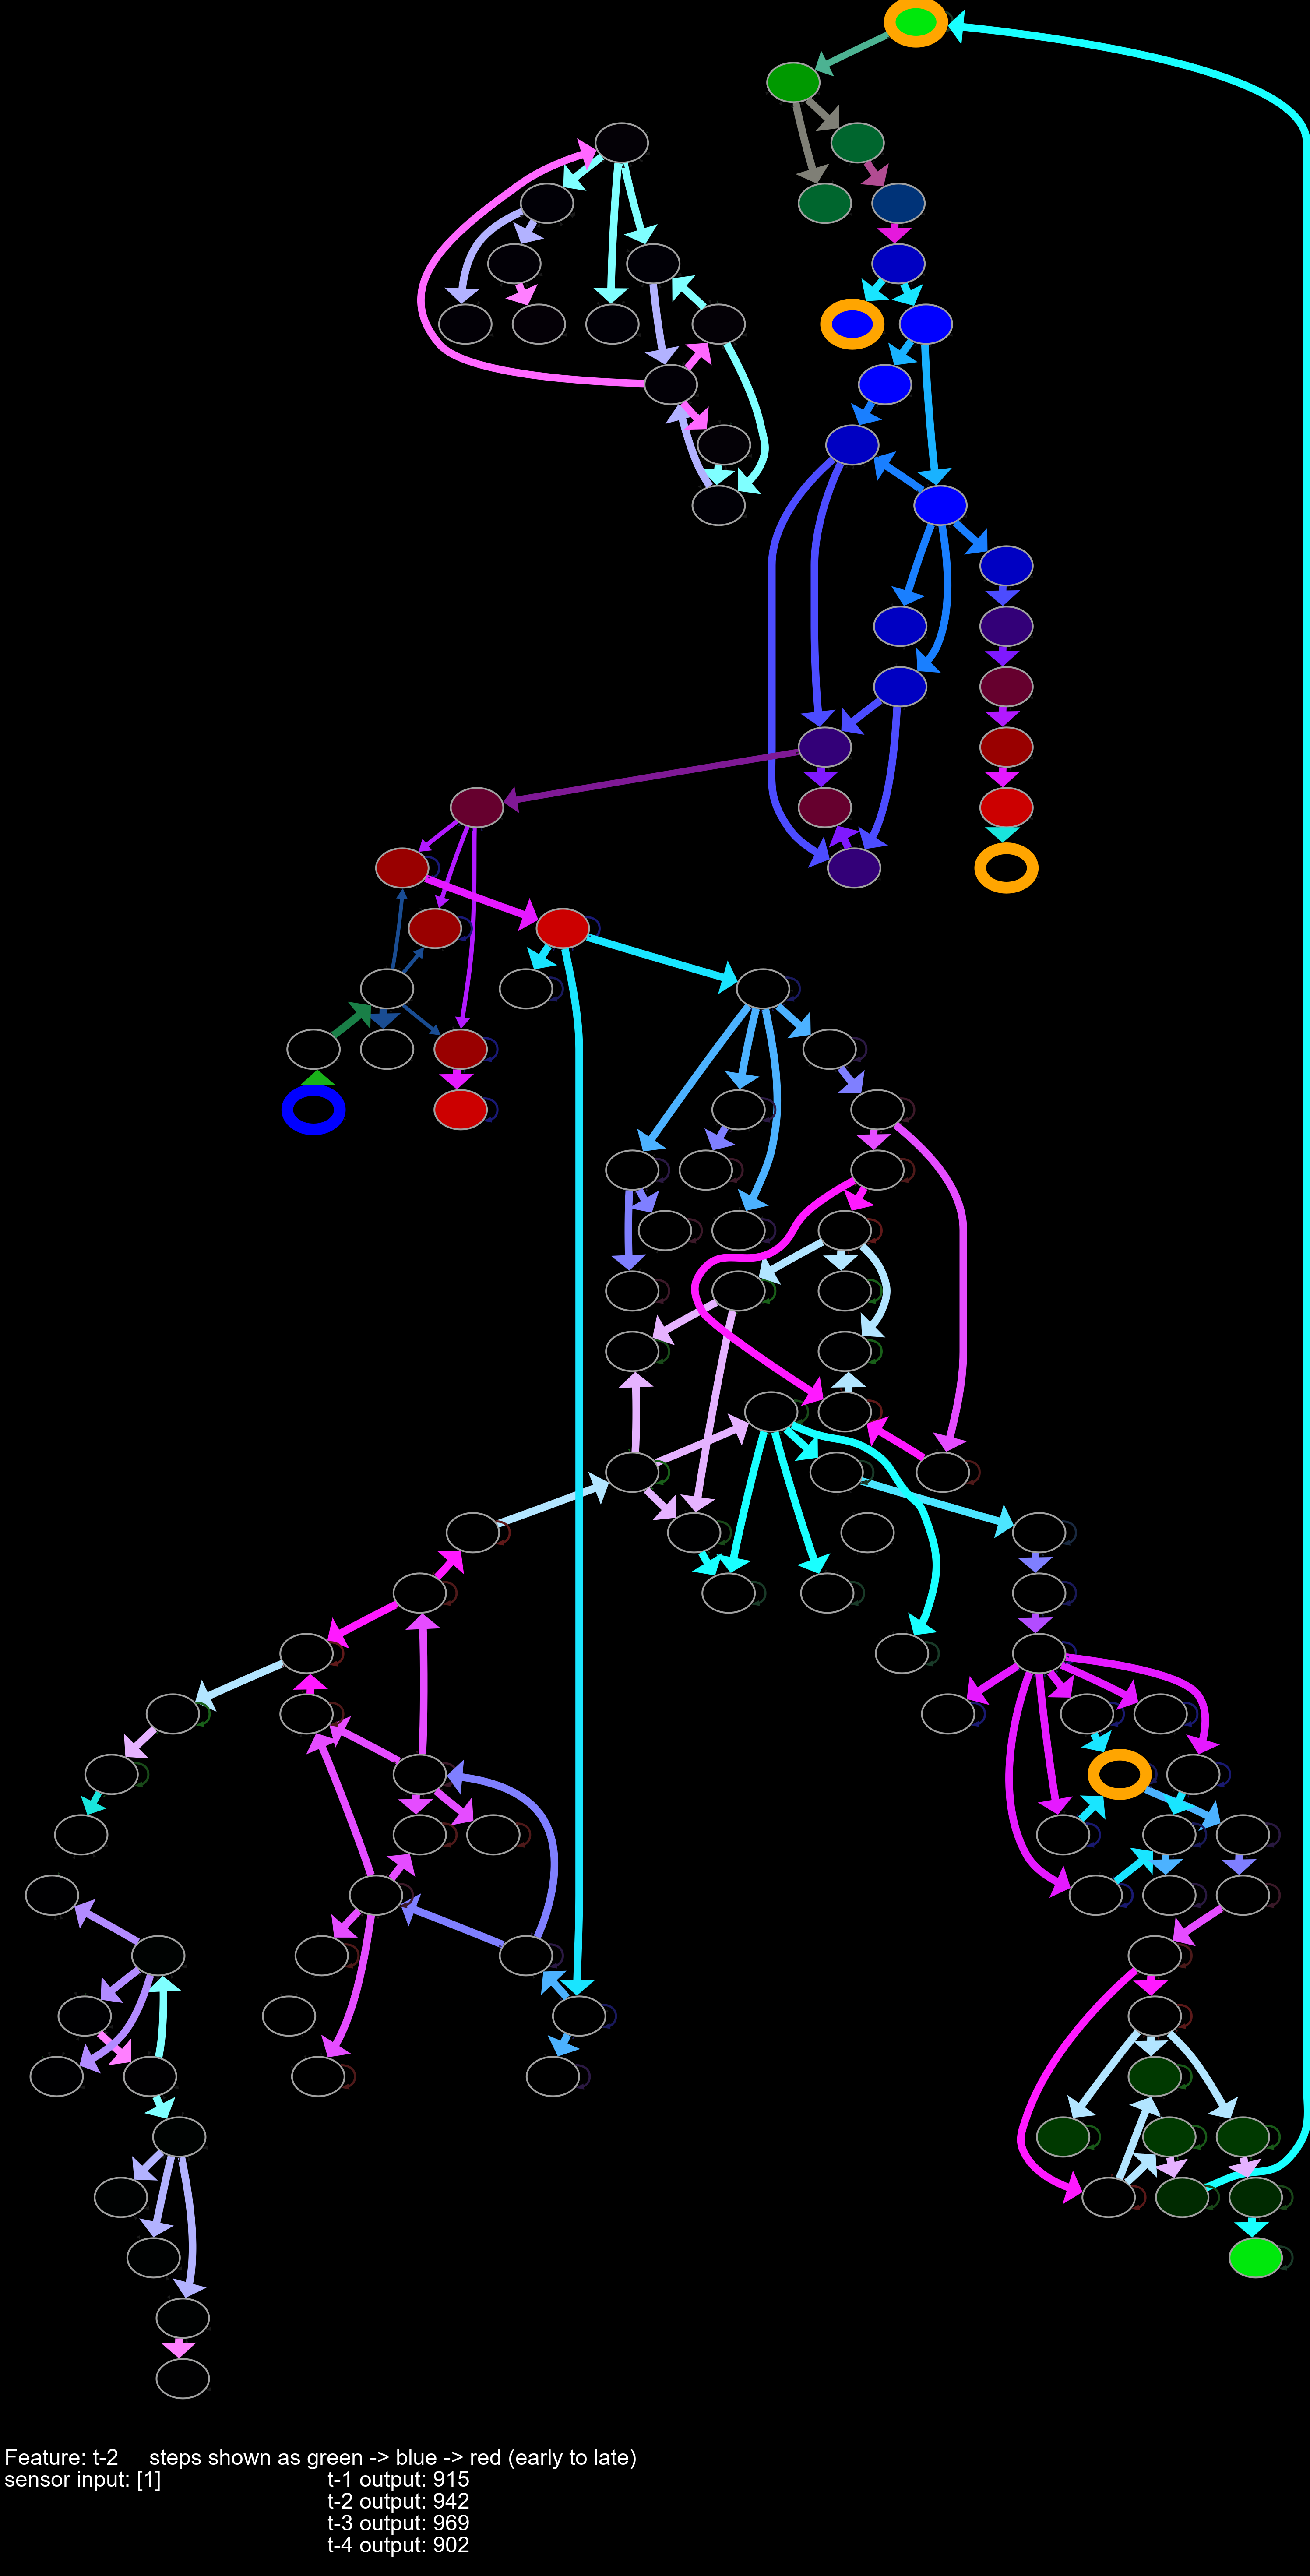 Feature: t-2 steps shown as green -> blue -> red (early to late)
sensor input: [1] t-1 output: 915
t-2 output: 942
t-3 output: 969
t-4 output: 902